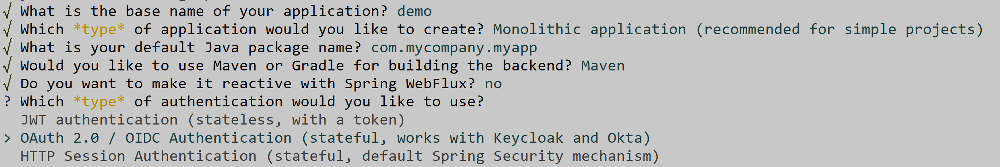 √ What is the base name of your application? demo
√ Which *type* of application would you like to create? Monolithic application (recommended for simple projects)
√ What is your default Java package name? com.mycompany.myapp
√ Would you like to use Maven or Gradle for building the backend? Maven
√ Do you want to make it reactive with Spring WebFlux? no
? Which *type* of authentication would you like to use?
JWT authentication (stateless, with a token)
> OAuth 2.0 / OIDC Authentication (stateful, works with Keycloak and Okta)
HTTP Session Authentication (stateful, default Spring Security mechanism)